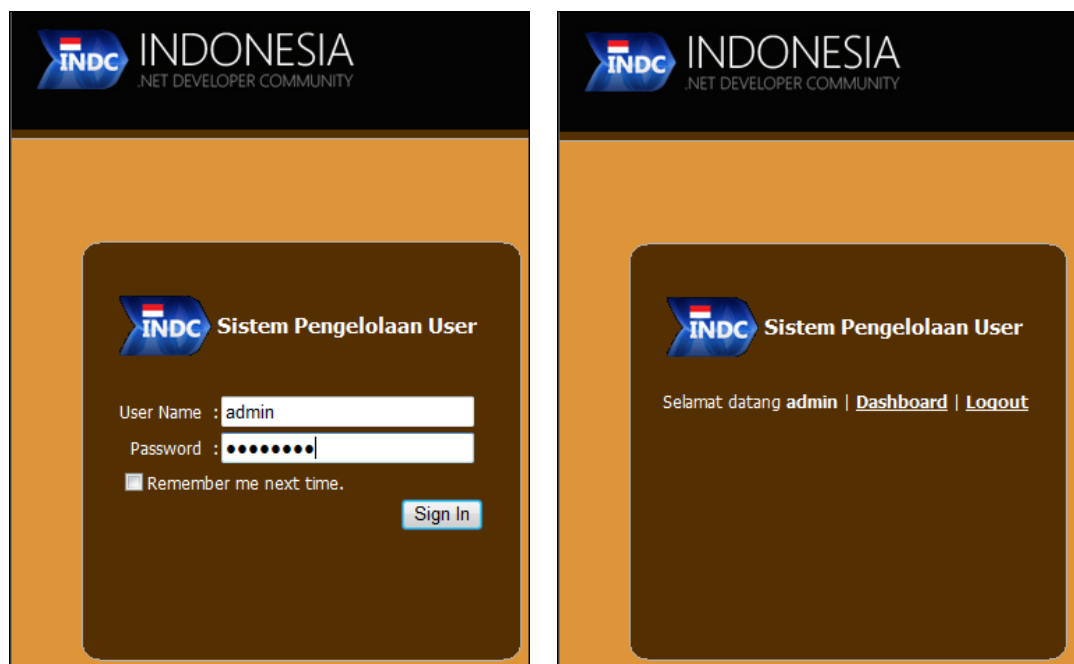 INDC INDONESIA
.NET DEVELOPER COMMUNITY
INDC Sistem Pengelolaan User
User Name : admin
Password : ●●●●●●●●
Remember me next time.
Sign In
INDC INDONESIA
.NET DEVELOPER COMMUNITY
INDC Sistem Pengelolaan User
Selamat datang admin | Dashboard | Logout